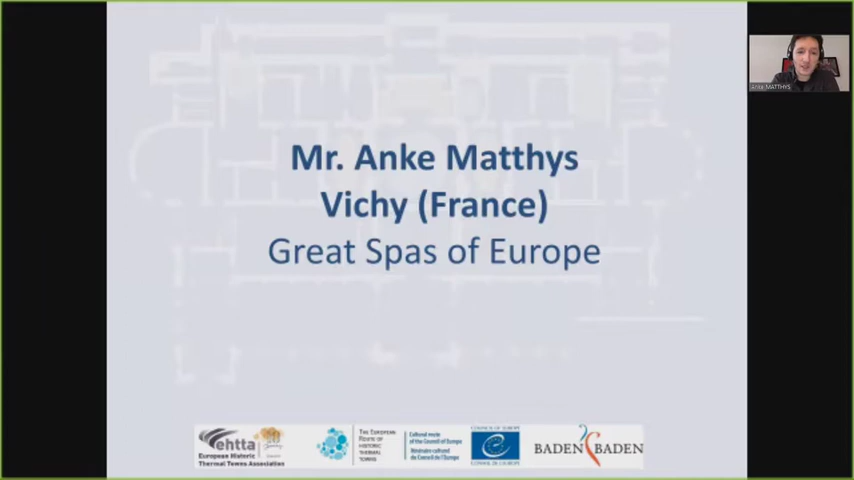 Mr. Anke Matthys
Vichy (France)
Great Spas of Europe
Anke MATTHYS
ehtta
European Historic
Thermal Towns Association
THE EUROPEAN
ROUTE OF
HISTORIC
THERMAL
TOWNS
Cultural route
of the Council of Europe
Itinéraire culturel
du Conseil de l'Europe
COUNCIL OF EUROPE
CONSEIL DE L'EUROPE
BADEN BADEN